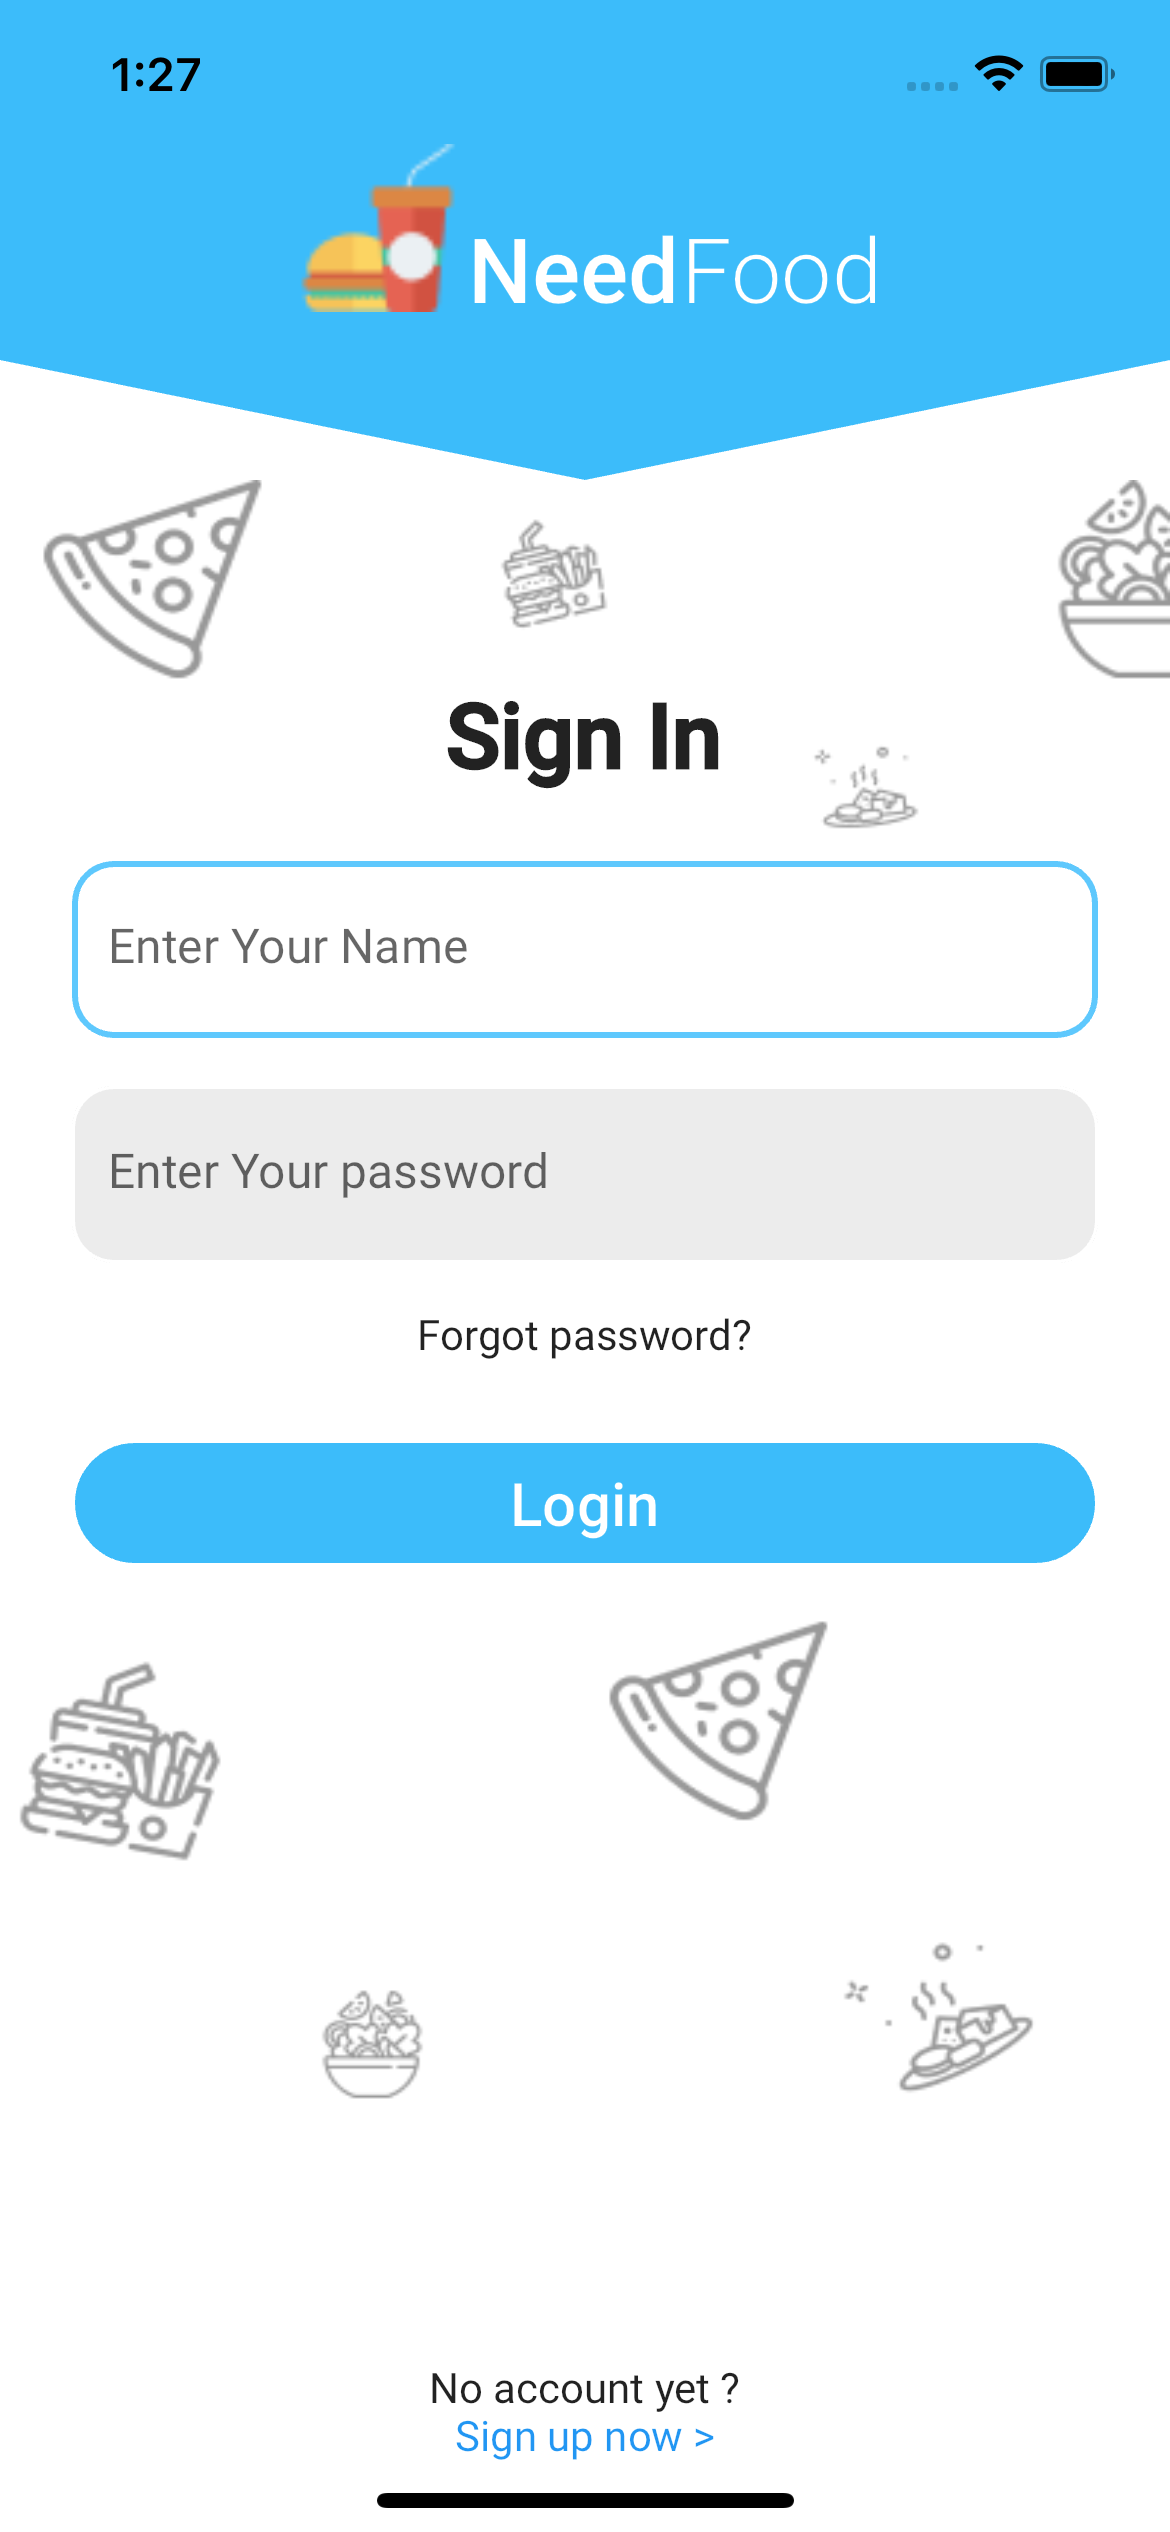 1:27
NeedFood
Sign In
Enter Your Name
Enter Your password
Forgot password?
Login
No account yet ?
Sign up now >